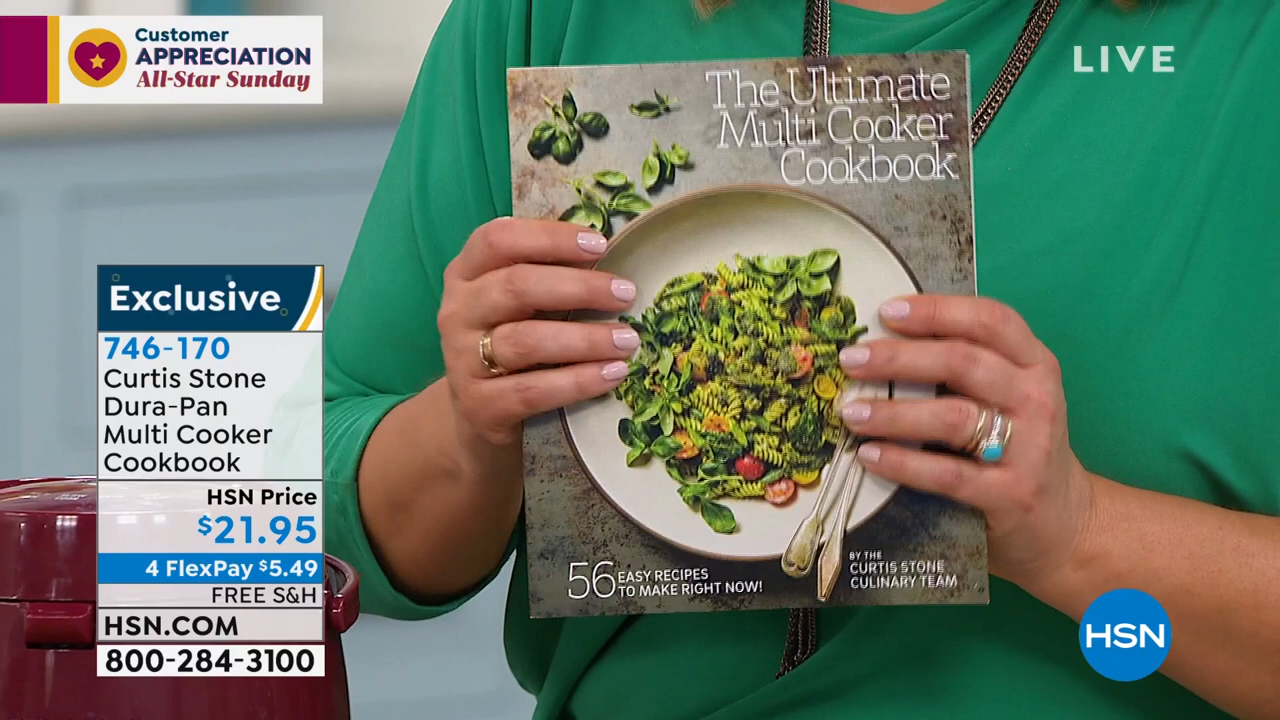 Customer
APPRECIATION
All-Star Sunday
LIVE
The Ultimate
Multi Cooker
Cookbook
Exclusive
746-170
Curtis Stone
Dura-Pan
Multi Cooker
Cookbook
HSN Price
$21.95
4 FlexPay $5.49
FREE S&H
HSN.COM
800-284-3100
56 EASY RECIPES
TO MAKE RIGHT NOW!
BY THE
CURTIS STONE
CULINARY TEAM
HSN